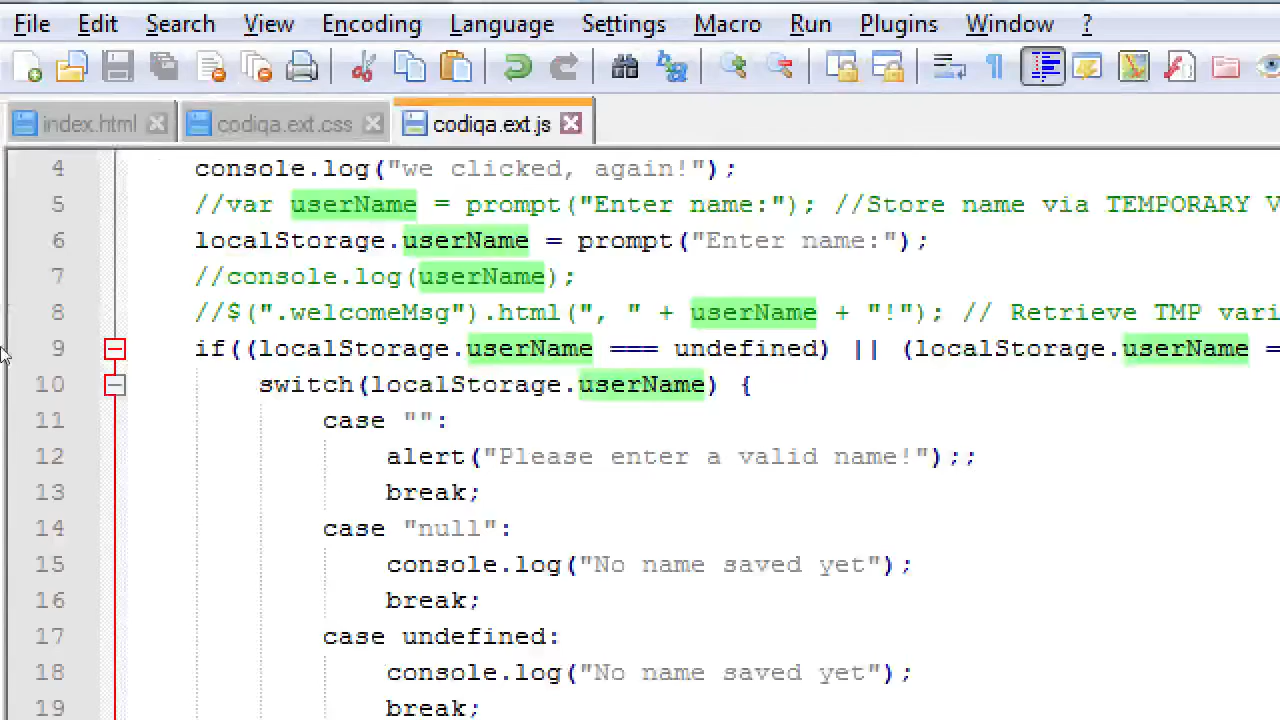 File Edit Search View Encoding Language Settings Macro Run Plugins Window ?
index.html codiqa.ext.css codiqa.ext.js
4 console.log("we clicked, again!");
5 //var userName = prompt("Enter name:"); //Store name via TEMPORARY V
6 localStorage.userName = prompt("Enter name:");
7 //console.log(userName);
8 //$(".welcomeMsg").html(", " + userName + "!"); // Retrieve TMP vari
9 if((localStorage.userName === undefined) || (localStorage.userName =
10 switch(localStorage.userName) {
11 case "":
12 alert("Please enter a valid name!");;
13 break;
14 case "null":
15 console.log("No name saved yet");
16 break;
17 case undefined:
18 console.log("No name saved yet");
19 break;